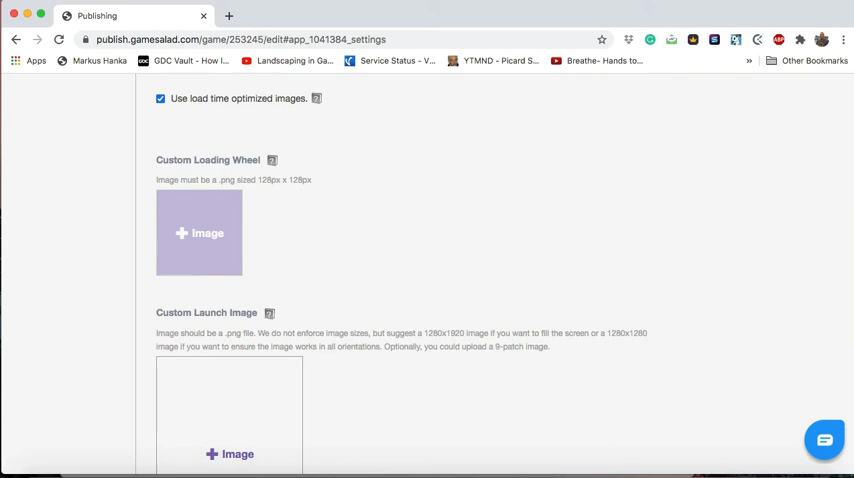 Publishing
publish.gamesalad.com/game/253245/edit#app_1041384_settings
Apps
Markus Hanka
GDC Vault - How I...
Landscaping in Ga...
Service Status - V...
YTMND - Picard S...
Breathe- Hands to...
»
Other Bookmarks
Use load time optimized images.
Custom Loading Wheel
Image must be a .png sized 128px x 128px
Image
Custom Launch Image
Image should be a .png file. We do not enforce image sizes, but suggest a 1280x1920 image if you want to fill the screen or a 1280x1280
image if you want to ensure the image works in all orientations. Optionally, you could upload a 9-patch image.
Image